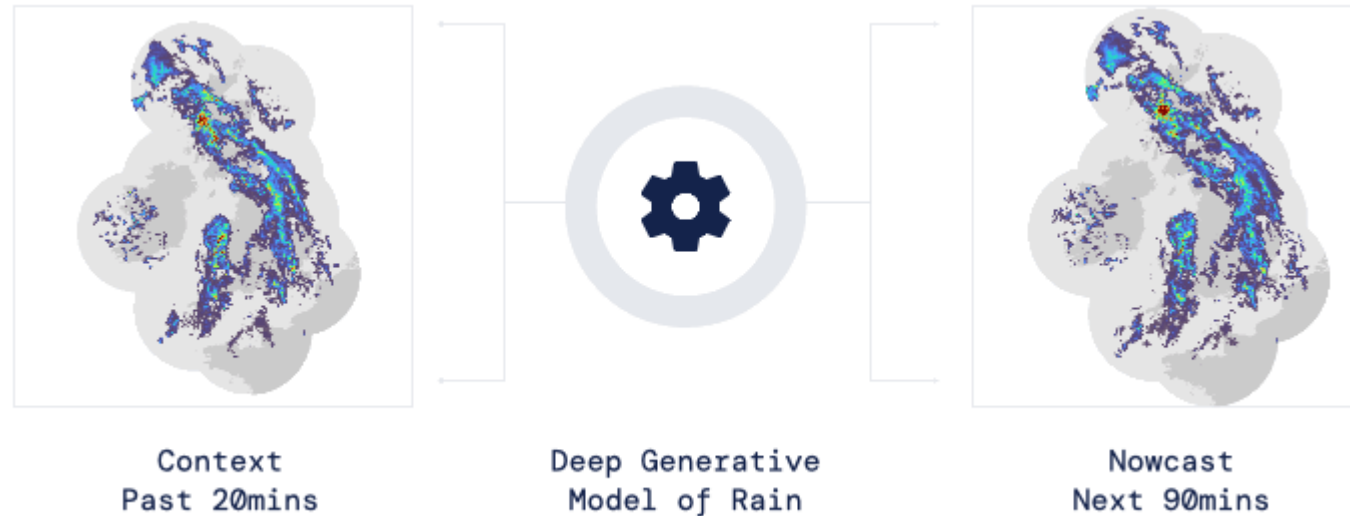 Context
Past 20mins
Deep Generative
Model of Rain
Nowcast
Next 90mins